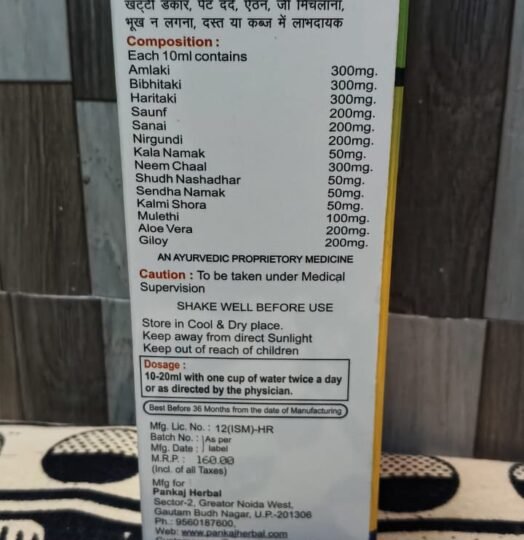 खट्टी डकार, पेट दर्द, एंठन, जी मिचलाना,
भूख न लगना, दस्त या कब्ज में लाभदायक
Composition :
Each 10ml contains
Amlaki 300mg.
Bibhitaki 300mg.
Haritaki 300mg.
Saunf 200mg.
Sanai 200mg.
Nirgundi 200mg.
Kala Namak 50mg.
Neem Chaal 300mg.
Shudh Nashadhar 50mg.
Sendha Namak 50mg.
Kalmi Shora 50mg.
Mulethi 100mg.
Aloe Vera 200mg.
Giloy 200mg.
AN AYURVEDIC PROPRIETORY MEDICINE
Caution : To be taken under Medical
Supervision
SHAKE WELL BEFORE USE
Store in Cool & Dry place.
Keep away from direct Sunlight
Keep out of reach of children
Dosage :
10-20ml with one cup of water twice a day
or as directed by the physician.
Best Before 36 Months from the date of Manufacturing
Mfg. Lic. No. : 12(ISM)-HR
Batch No. : As per
Mfg. Date : label
M.R.P. : 160.00
(Incl. of all Taxes)
Mfg for
Pankaj Herbal
Sector-2, Greator Noida West,
Gautam Budh Nagar, U.P.-201306
Ph.: 9560187600,
Web: www.pankajherbal.com